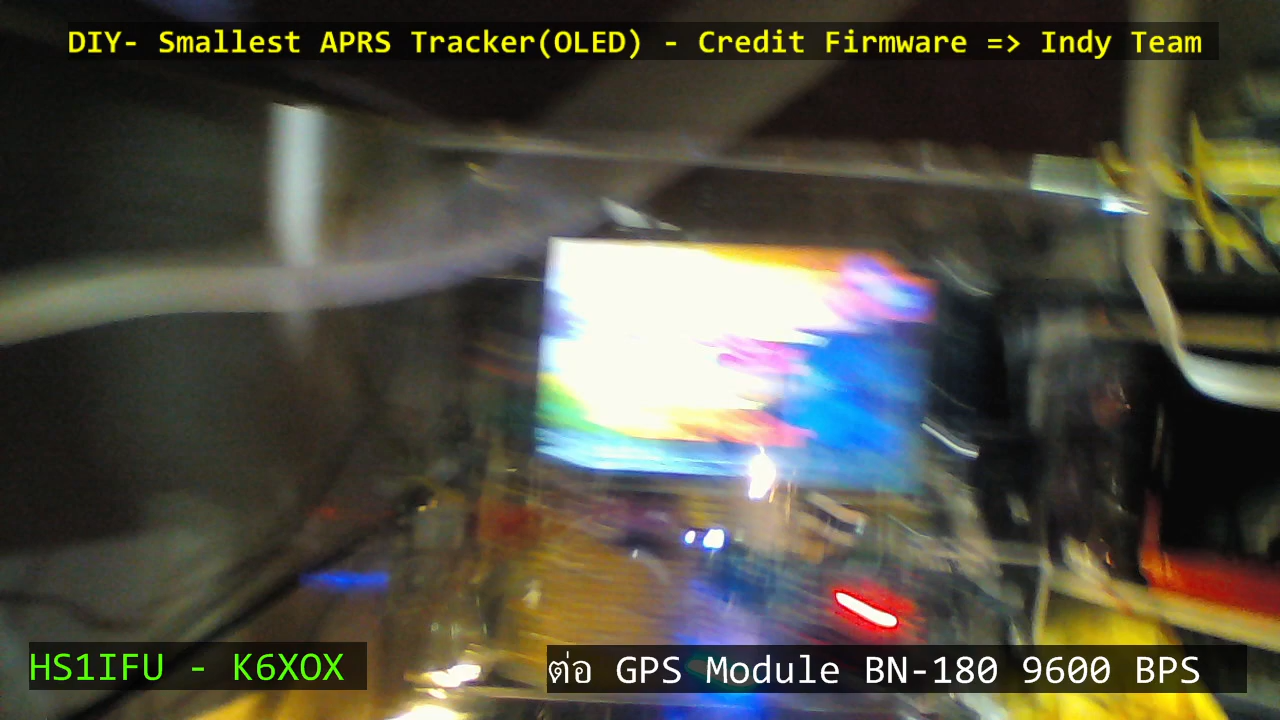 DIY- Smallest APRS Tracker(OLED) - Credit Firmware => Indy Team
HS1IFU - K6XOX
ต่อ GPS Module BN-180 9600 BPS